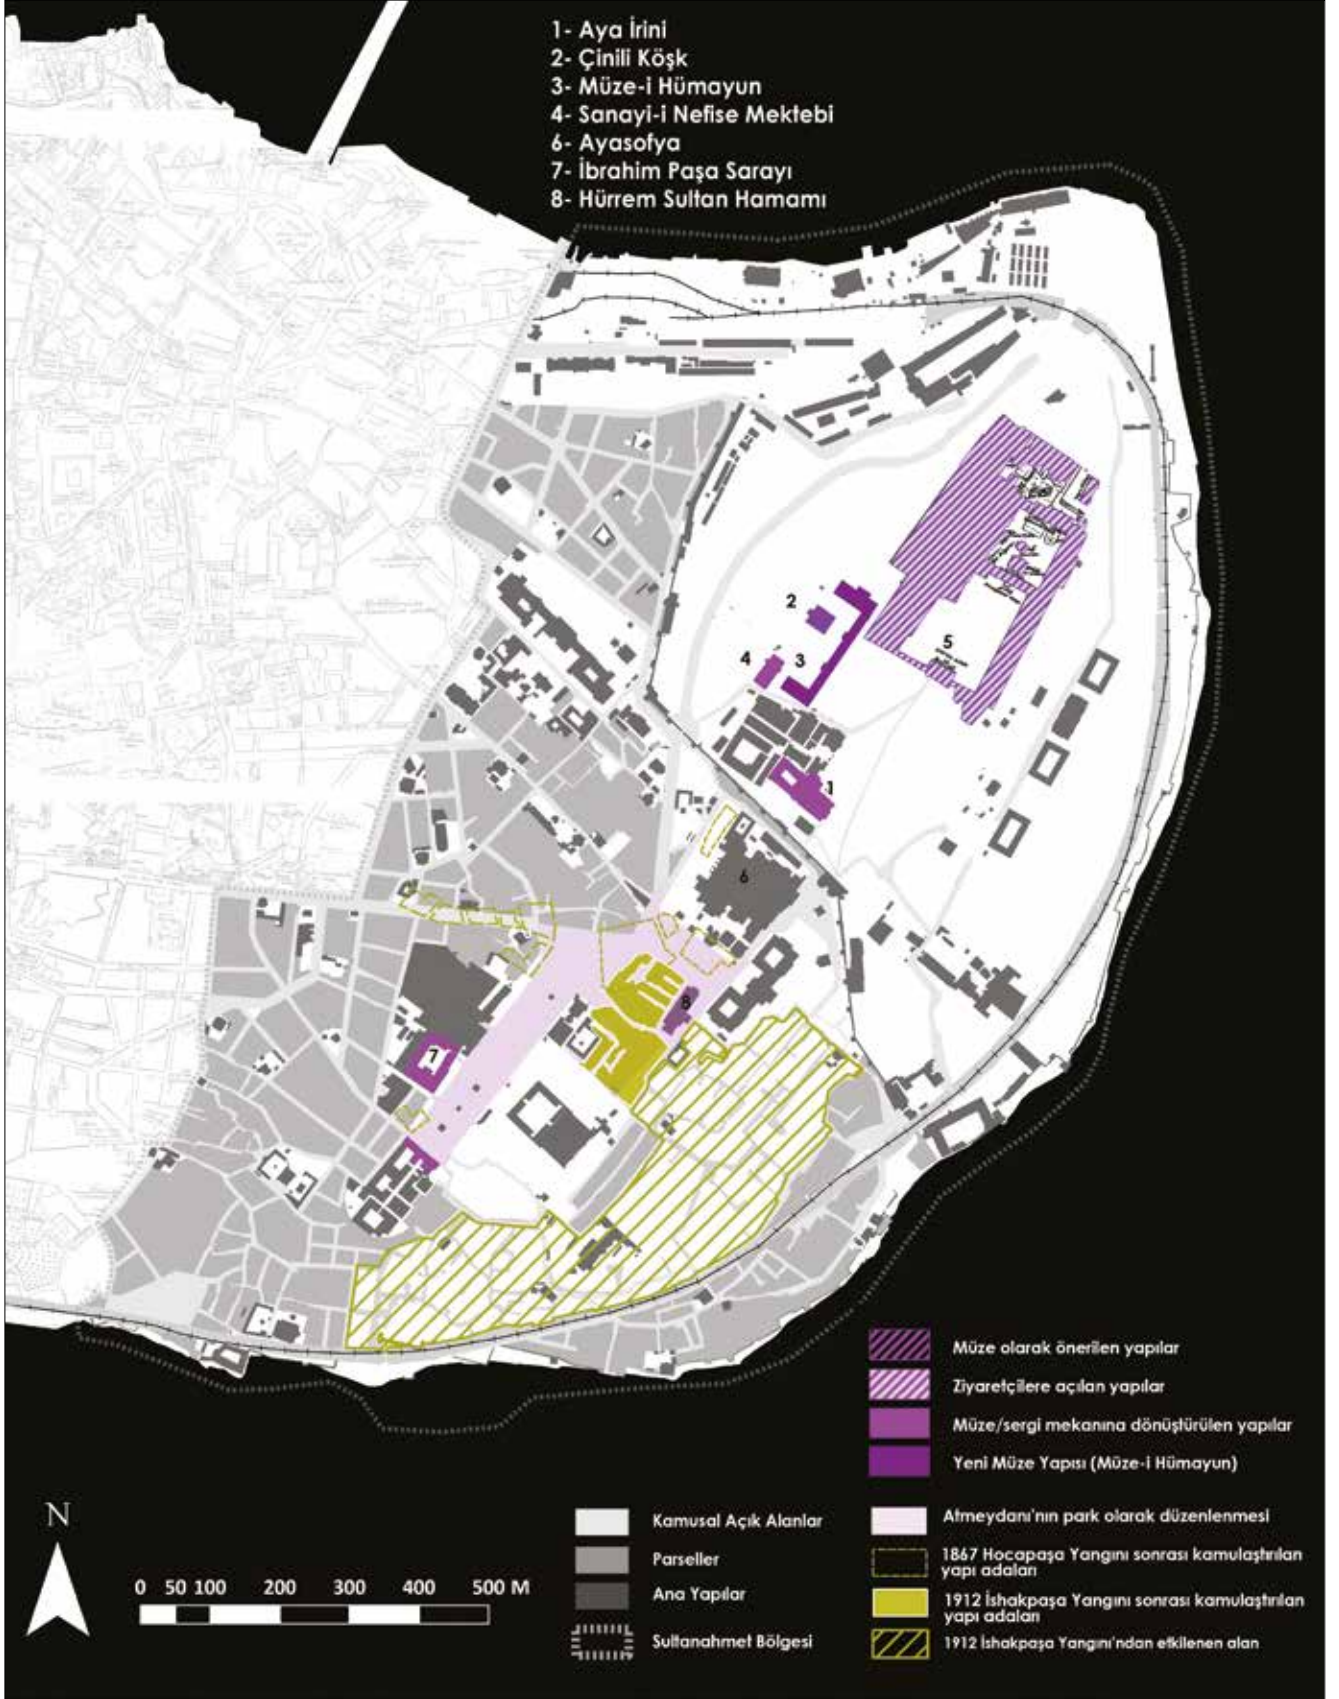 1- Aya İrini
2- Çinili Köşk
3- Müze-i Hümayun
4- Sanayi-i Nefise Mektebi
6- Ayasofya
7- İbrahim Paşa Sarayı
8- Hürrem Sultan Hamamı
2
5
4
3
1
6
8
7
Müze olarak önerilen yapılar
Ziyaretçilere açılan yapılar
Müze/sergi mekanına dönüştürülen yapılar
Yeni Müze Yapısı (Müze-i Hümayun)
N
0 50 100 200 300 400 500 M
Kamusal Açık Alanlar
Parseller
Ana Yapılar
Sultanahmet Bölgesi
Atmeydanı'nın park olarak düzenlenmesi
1867 Hocapaşa Yangını sonrası kamulaştırılan
yapı adaları
1912 İshakpaşa Yangını sonrası kamulaştırılan
yapı adaları
1912 İshakpaşa Yangını'ndan etkilenen alan